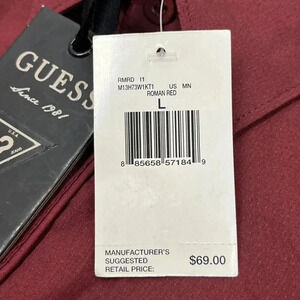 GUESS
Since 1981
?
RMRD I1
M13H73W1KT1 US MN
ROMAN RED
L
8 85658 57184 9
MANUFACTURER'S
SUGGESTED
RETAIL PRICE: $69.00